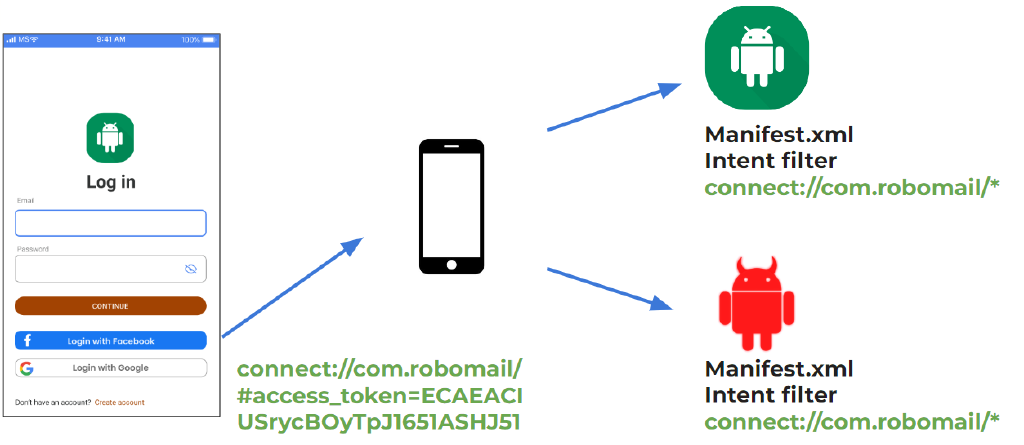 MS
9:41 AM
100%
Log in
Email
Password
CONTINUE
Login with Facebook
Login with Google
Don't have an account? Create account
connect://com.robomail/
#access_token=ECAEACI
USrycBOyTpJ1651ASHJ51
Manifest.xml
Intent filter
connect://com.robomail/*
Manifest.xml
Intent filter
connect://com.robomail/*